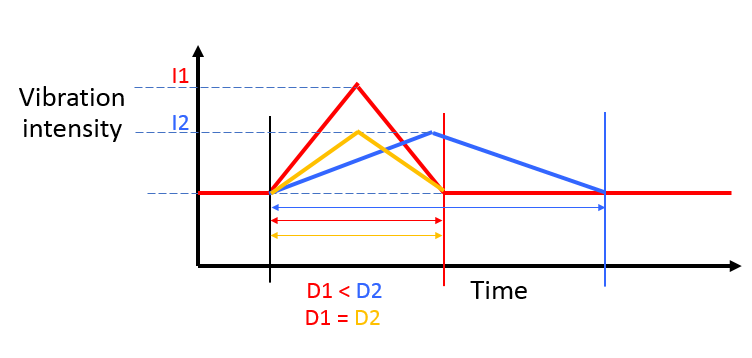 I1
Vibration
intensity
I2
Time
D1 < D2
D1 = D2